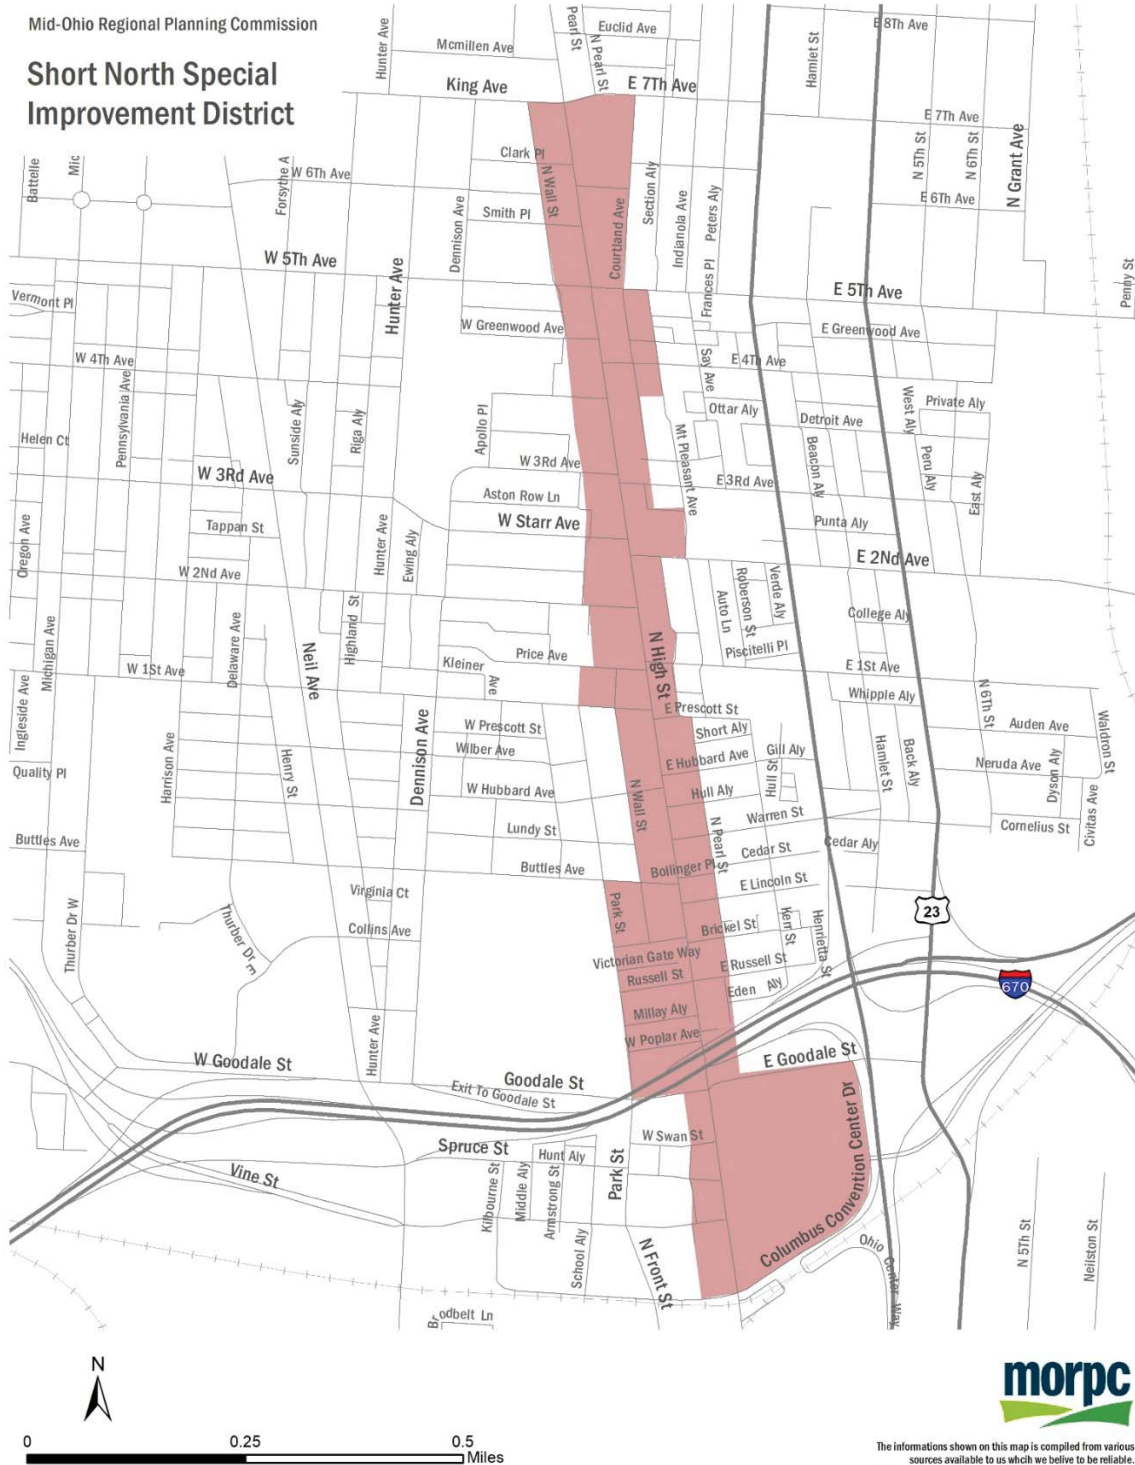 Mid-Ohio Regional Planning Commission
Short North Special
Improvement District
Hunter Ave
Mcmillen Ave
Pearl St
N Pearl St
Euclid Ave
Hamlet St
E 8Th Ave
King Ave
E 7Th Ave
E 7Th Ave
N 5Th St
N 6Th St
N Grant Ave
Battelle
Mic
Forsythe A
W 6Th Ave
Clark Pl
N Wall St
Smith Pl
Dennison Ave
Courtland Ave
Section Aly
Indianola Ave
Peters Aly
E 6Th Ave
W 5Th Ave
Hunter Ave
Frances Pl
E 5Th Ave
Penny St
Vermont Pl
W Greenwood Ave
E Greenwood Ave
W 4Th Ave
Say Ave
E 4Th Ave
Pennsylvania Ave
Sunside Aly
Riga Aly
Apollo Pl
Ottar Aly
Detroit Ave
West Aly
Private Aly
Helen Ct
W 3Rd Ave
W 3Rd Ave
Mt Pleasant Ave
E 3Rd Ave
Beacon Aly
Peru Aly
East Aly
Aston Row Ln
W Starr Ave
Punta Aly
Oregon Ave
Tappan St
Hunter Ave
Ewing Aly
W 2Nd Ave
E 2Nd Ave
Auto Ln
Roberson St
Verde Aly
Michigan Ave
Delaware Ave
Highland St
College Aly
Neil Ave
N High St
Piscitelli Pl
W 1St Ave
Kleiner
Ave
Price Ave
E 1St Ave
Ingleside Ave
Whipple Aly
N 6Th St
E Prescott St
Dennison Ave
W Prescott St
Short Aly
Auden Ave
Waldron St
Wilber Ave
E Hubbard Ave
Gill Aly
Hull St
Hamlet St
Back Aly
Neruda Ave
Dyson Aly
Quality Pl
Harrison Ave
Henry St
W Hubbard Ave
N Wall St
Hull Aly
Civitas Ave
Lundy St
N Pearl St
Warren St
Cornelius St
Buttles Ave
Buttles Ave
Bollinger Pl
Cedar St
Cedar Aly
Virginia Ct
E Lincoln St
23
Thurber Dr W
Thurber Dr E
Collins Ave
Park St
Brickel St
Kerr St
Henrietta St
Victorian Gate Way
Russell St
E Russell St
Eden Aly
670
Millay Aly
W Poplar Ave
Hunter Ave
W Goodale St
Goodale St
E Goodale St
Exit To Goodale St
Columbus Convention Center Dr
W Swan St
Spruce St
Hunt Aly
Vine St
Kilbourne St
Middle Aly
Armstrong St
School Aly
Park St
N Front St
Ohio Center Way
N 5Th St
Neilston St
Brodbelt Ln
N
0 0.25 0.5
Miles
morpc
The informations shown on this map is compiled from various
sources available to us whcih we belive to be reliable.